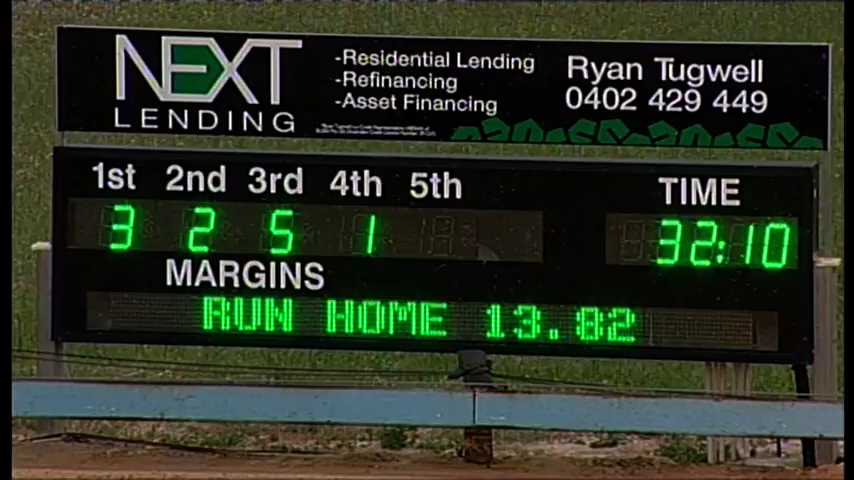 NEXT
LENDING
-Residential Lending
-Refinancing
-Asset Financing
Ryan Tugwell
0402 429 449
1st 2nd 3rd 4th 5th TIME
3 2 5 1 32:10
MARGINS
RUN HOME 13.82